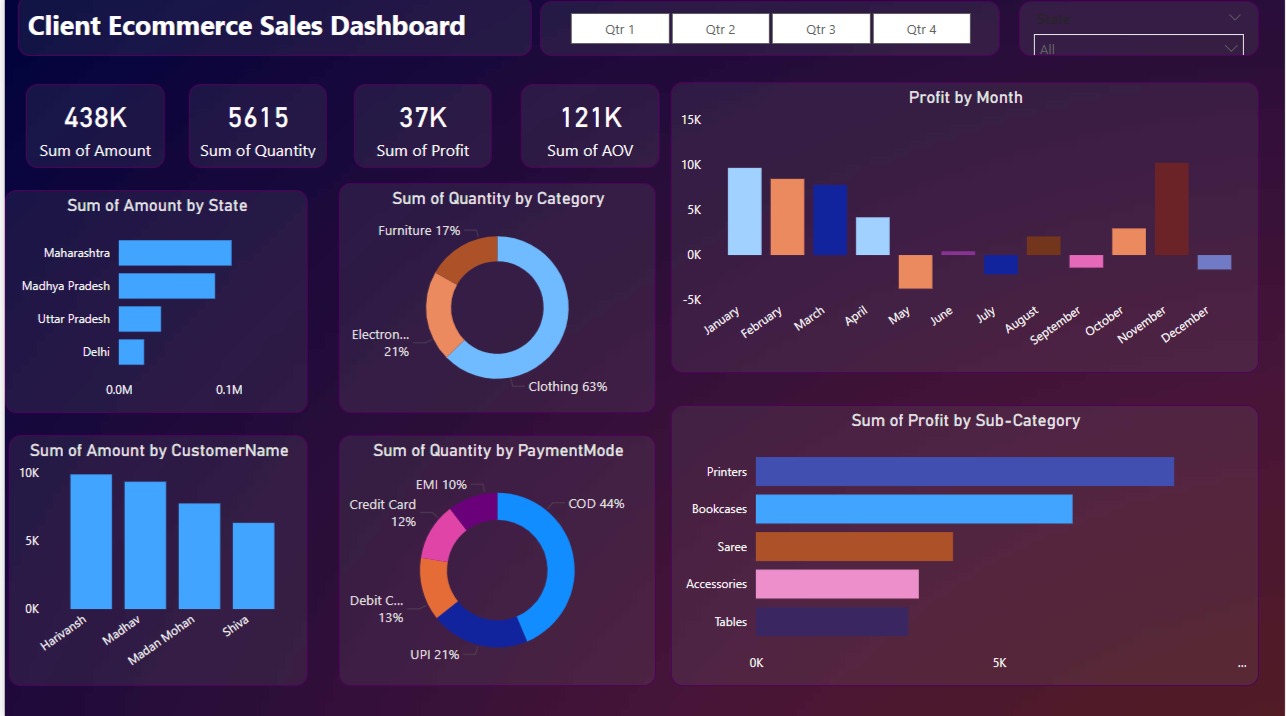 Client Ecommerce Sales Dashboard
Qtr 1
Qtr 2
Qtr 3
Qtr 4
State
All
438K
Sum of Amount
5615
Sum of Quantity
37K
Sum of Profit
121K
Sum of AOV
Profit by Month
15K
10K
5K
0K
-5K
January
February
March
April
May
June
July
August
September
October
November
December
Sum of Amount by State
Maharashtra
Madhya Pradesh
Uttar Pradesh
Delhi
0.0M
0.1M
Sum of Quantity by Category
Furniture 17%
Electron...
21%
Clothing 63%
Sum of Amount by CustomerName
10K
5K
0K
Harivansh
Madhav
Madan Mohan
Shiva
Sum of Quantity by PaymentMode
EMI 10%
Credit Card
12%
Debit C...
13%
UPI 21%
COD 44%
Sum of Profit by Sub-Category
Printers
Bookcases
Saree
Accessories
Tables
0K
5K
...